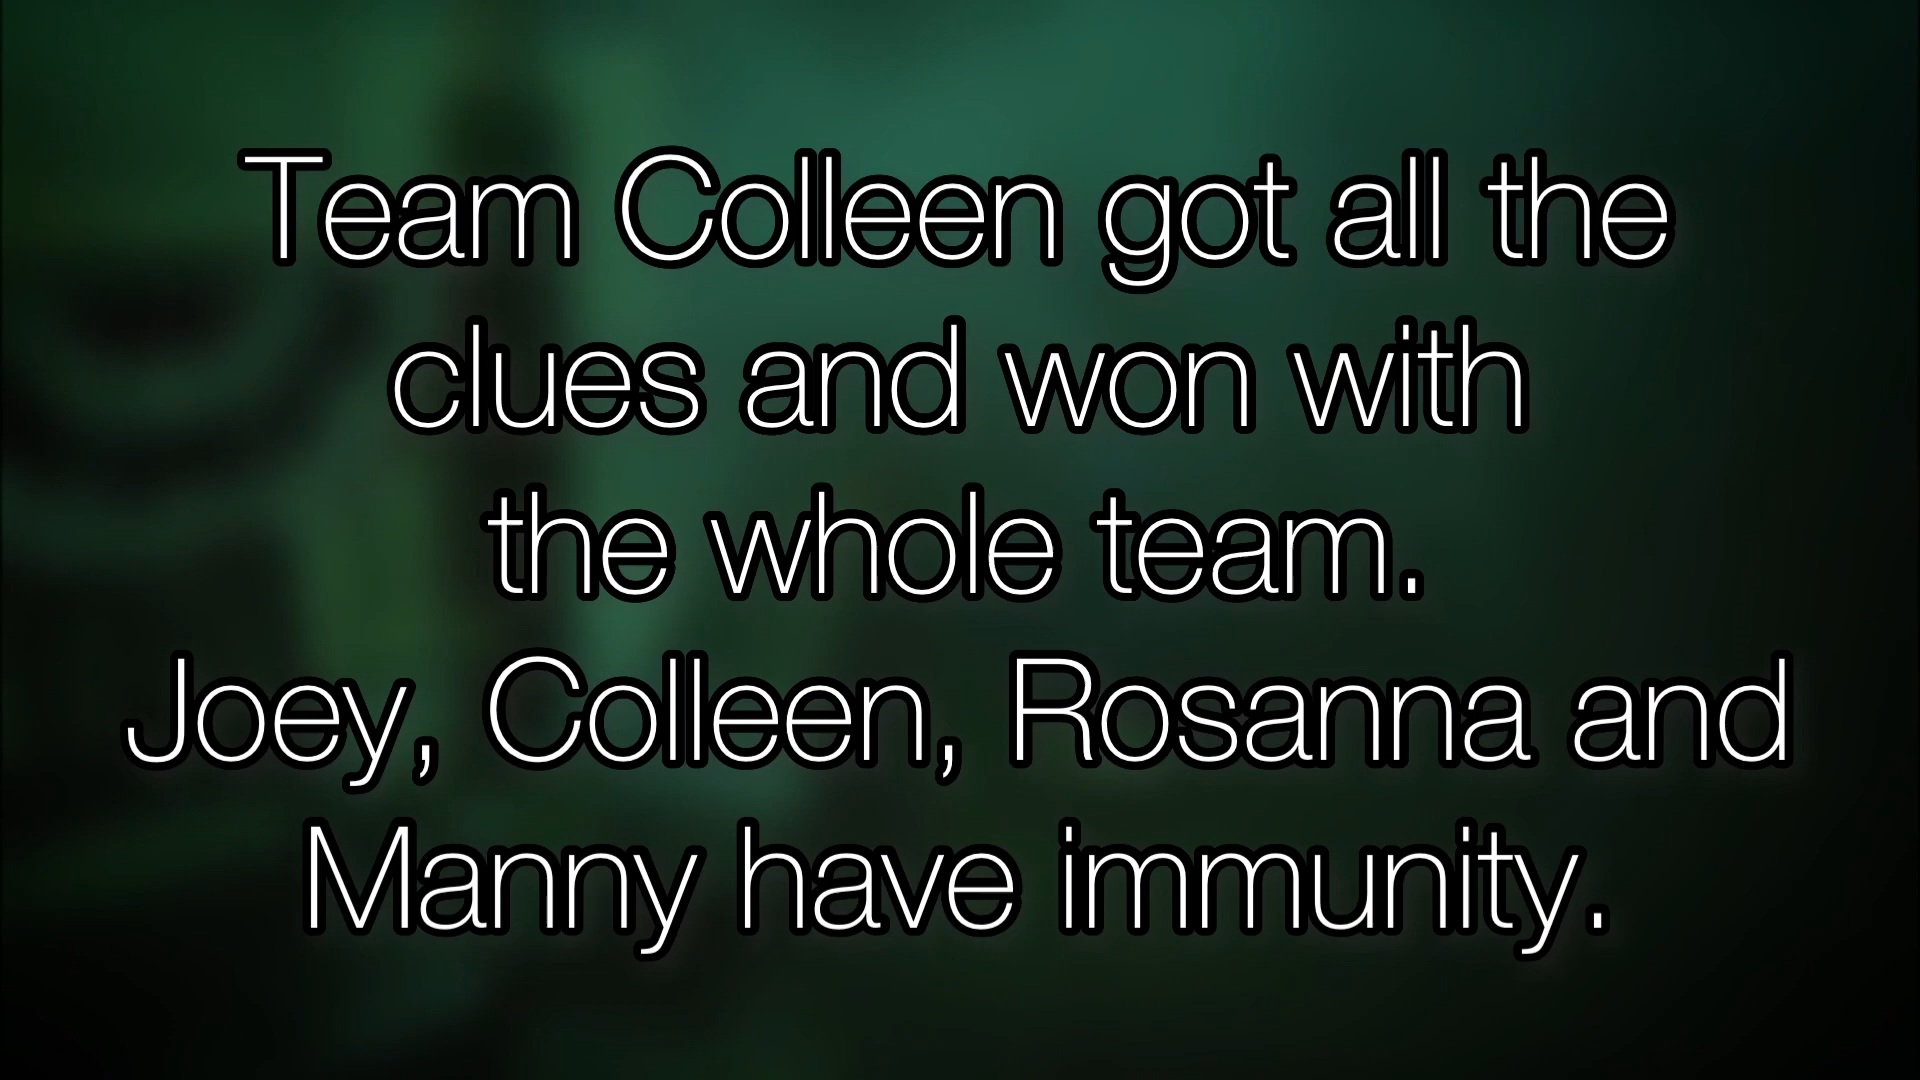 Team Colleen got all the
clues and won with
the whole team.
Joey, Colleen, Rosanna and
Manny have immunity.